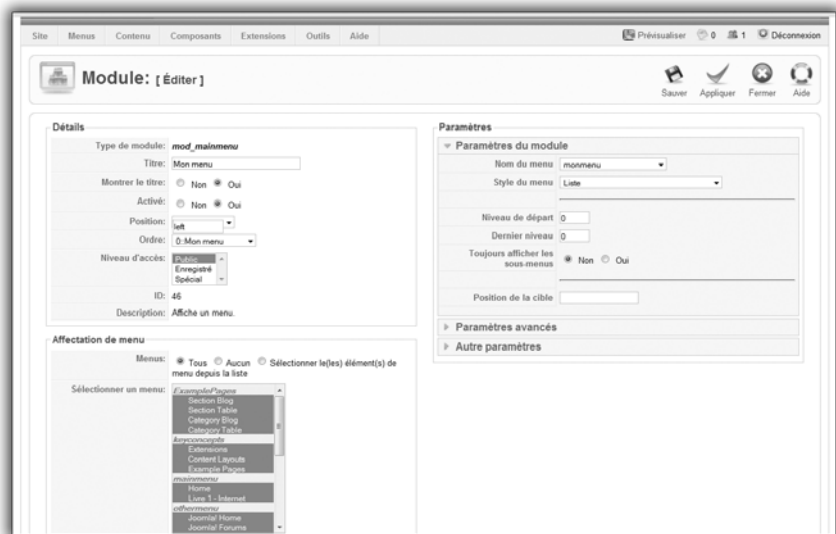 Site Menus Contenu Composants Extensions Outils Aide Prévisualiser 0 1 Déconnexion
Module: [ Éditer ]
Sauver Appliquer Fermer Aide
Détails
Type de module: mod_mainmenu
Titre: Mon menu
Montrer le titre: Non Oui
Activé: Non Oui
Position: left
Ordre: 0::Mon menu
Niveau d'accès: Public
Enregistré
Spécial
ID: 46
Description: Affiche un menu.
Affectation de menu
Menus: Tous Aucun Sélectionner le(les) élément(s) de
menu depuis la liste
Sélectionner un menu: ExamplePages
Section Blog
Section Table
Category Blog
Category Table
keyconcepts
Extensions
Content Layouts
Example Pages
mainmenu
Home
Livre 1 - Internet
othermenu
Joomla! Home
Joomla! Forums
Paramètres
Paramètres du module
Nom du menu monmenu
Style du menu Liste
Niveau de départ 0
Dernier niveau 0
Toujours afficher les
sous-menus Non Oui
Position de la cible
Paramètres avancés
Autre paramètres